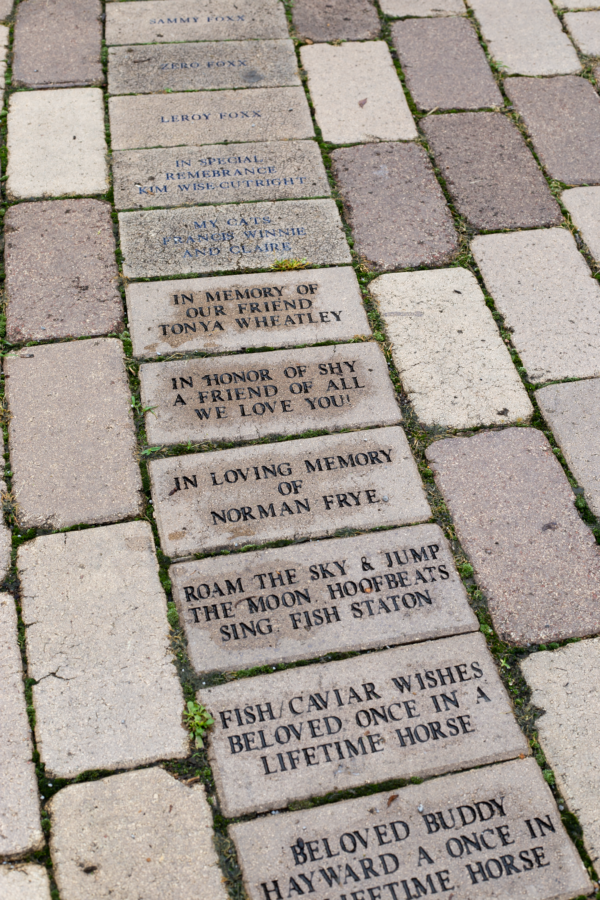 SAMMY FOXX
ZERO FOXX
LEROY FOXX
IN SPECIAL
REMEBRANCE
KIM WISE CUTRIGHT
MY CATS
FRANCIS WINNIE
AND CLAIRE
IN MEMORY OF
OUR FRIEND
TONYA WHEATLEY
IN HONOR OF SHY
A FRIEND OF ALL
WE LOVE YOU!
IN LOVING MEMORY
OF
NORMAN FRYE
ROAM THE SKY & JUMP
THE MOON HOOFBEATS
SING FISH STATON
FISH/CAVIAR WISHES
BELOVED ONCE IN A
LIFETIME HORSE
BELOVED BUDDY
HAYWARD A ONCE IN
LIFETIME HORSE